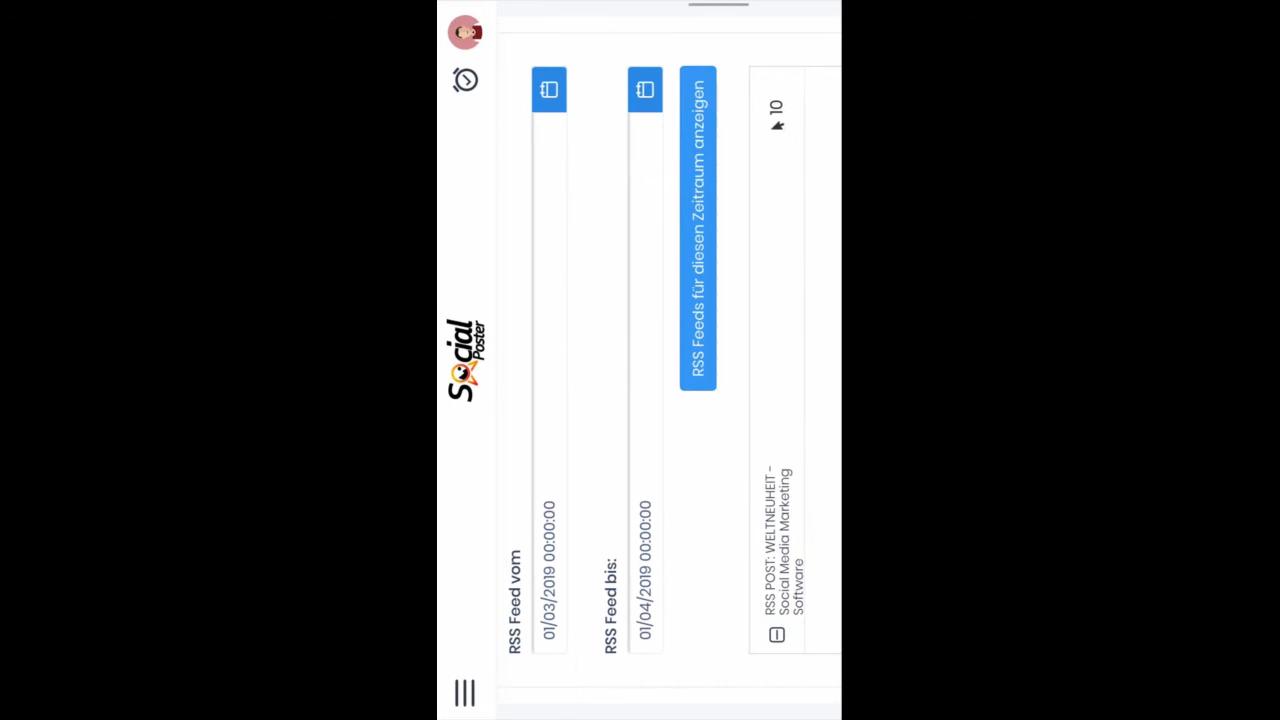 Social
Poster
RSS Feed vom
01/03/2019 00:00:00
RSS Feed bis:
01/04/2019 00:00:00
RSS Feeds für diesen Zeitraum anzeigen
RSS POST: WELTNEUHEIT -
Social Media Marketing
Software
10